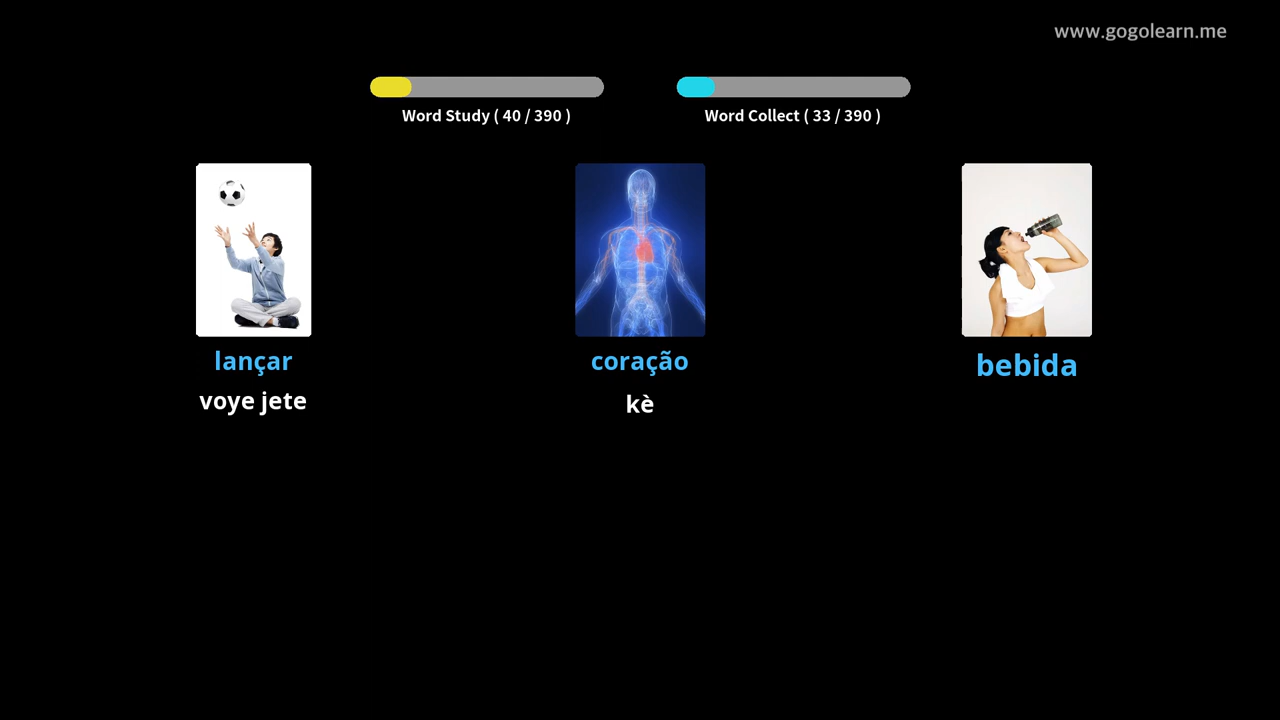 www.gogolearn.me
Word Study ( 40 / 390 )
Word Collect ( 33 / 390 )
lançar
voye jete
coração
kè
bebida